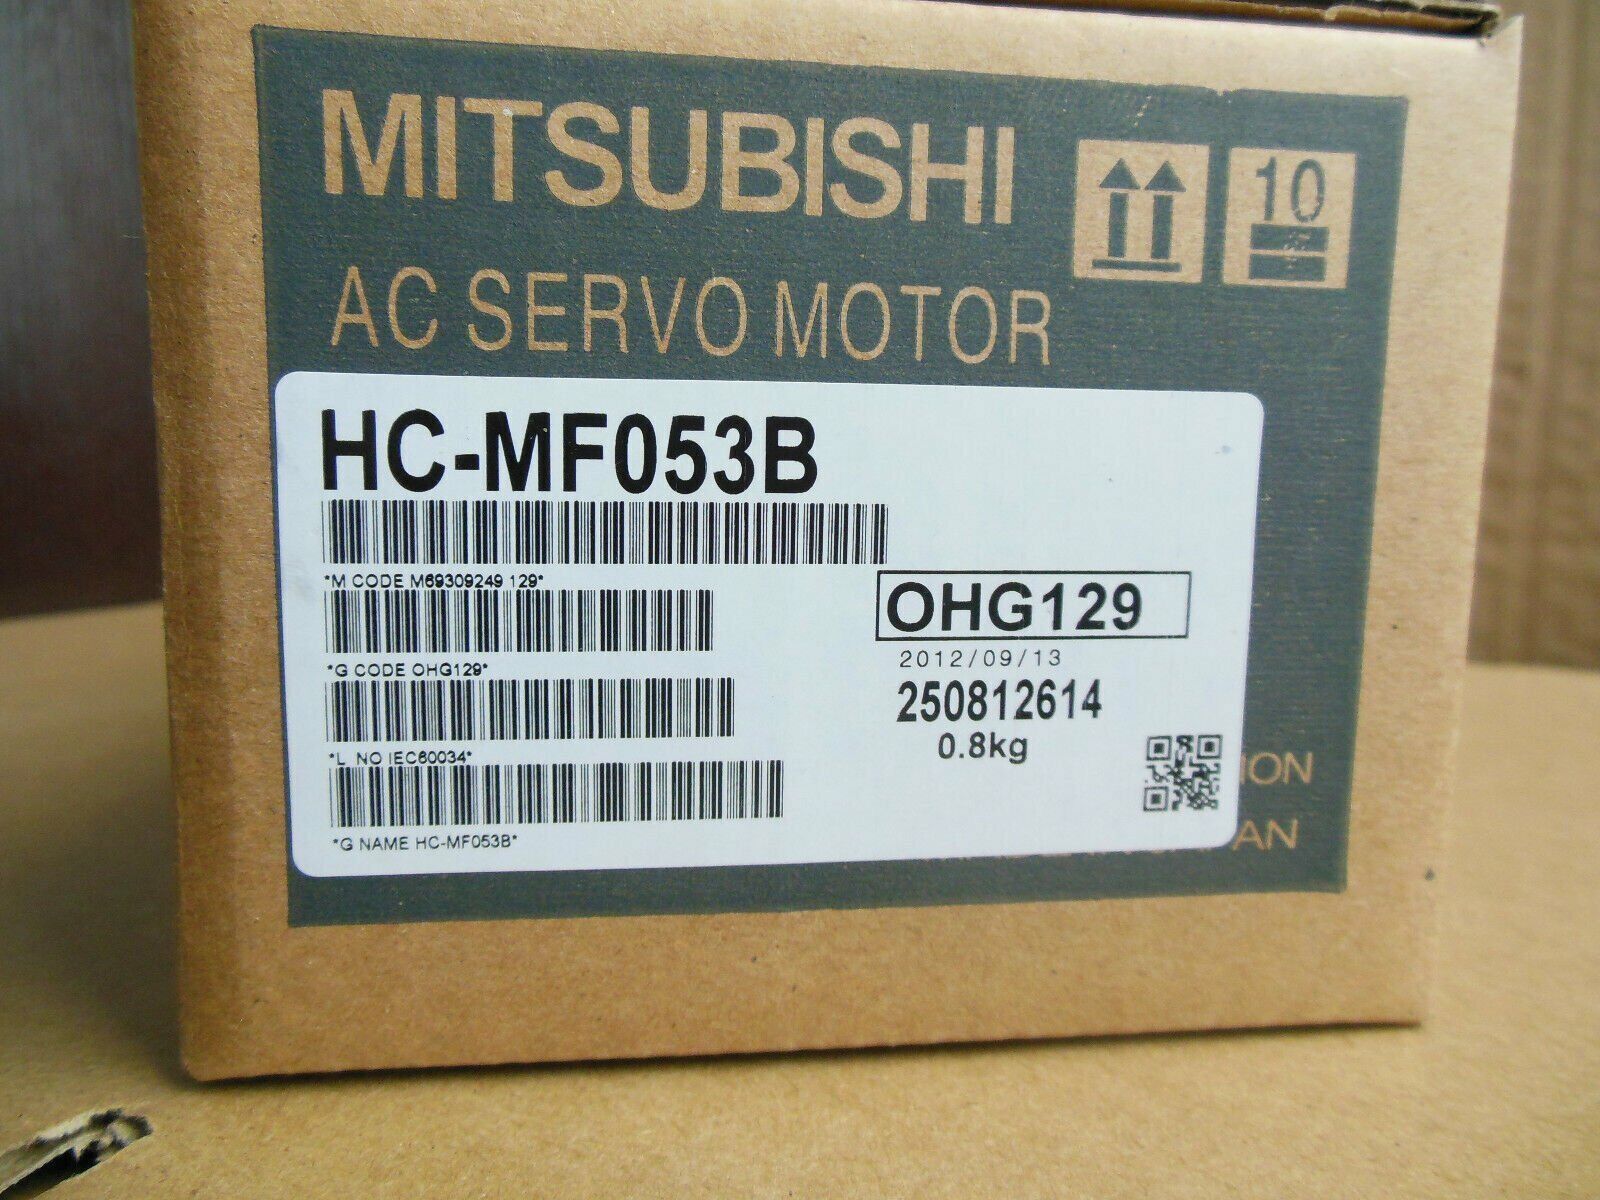 MITSUBISHI
10
AC SERVO MOTOR
HC-MF053B
*M CODE M69309249 129*
OHG129
*G CODE OHG129*
2012/09/13
250812614
*L NO IEC60034*
0.8kg
ION
AN
*G NAME HC-MF053B*